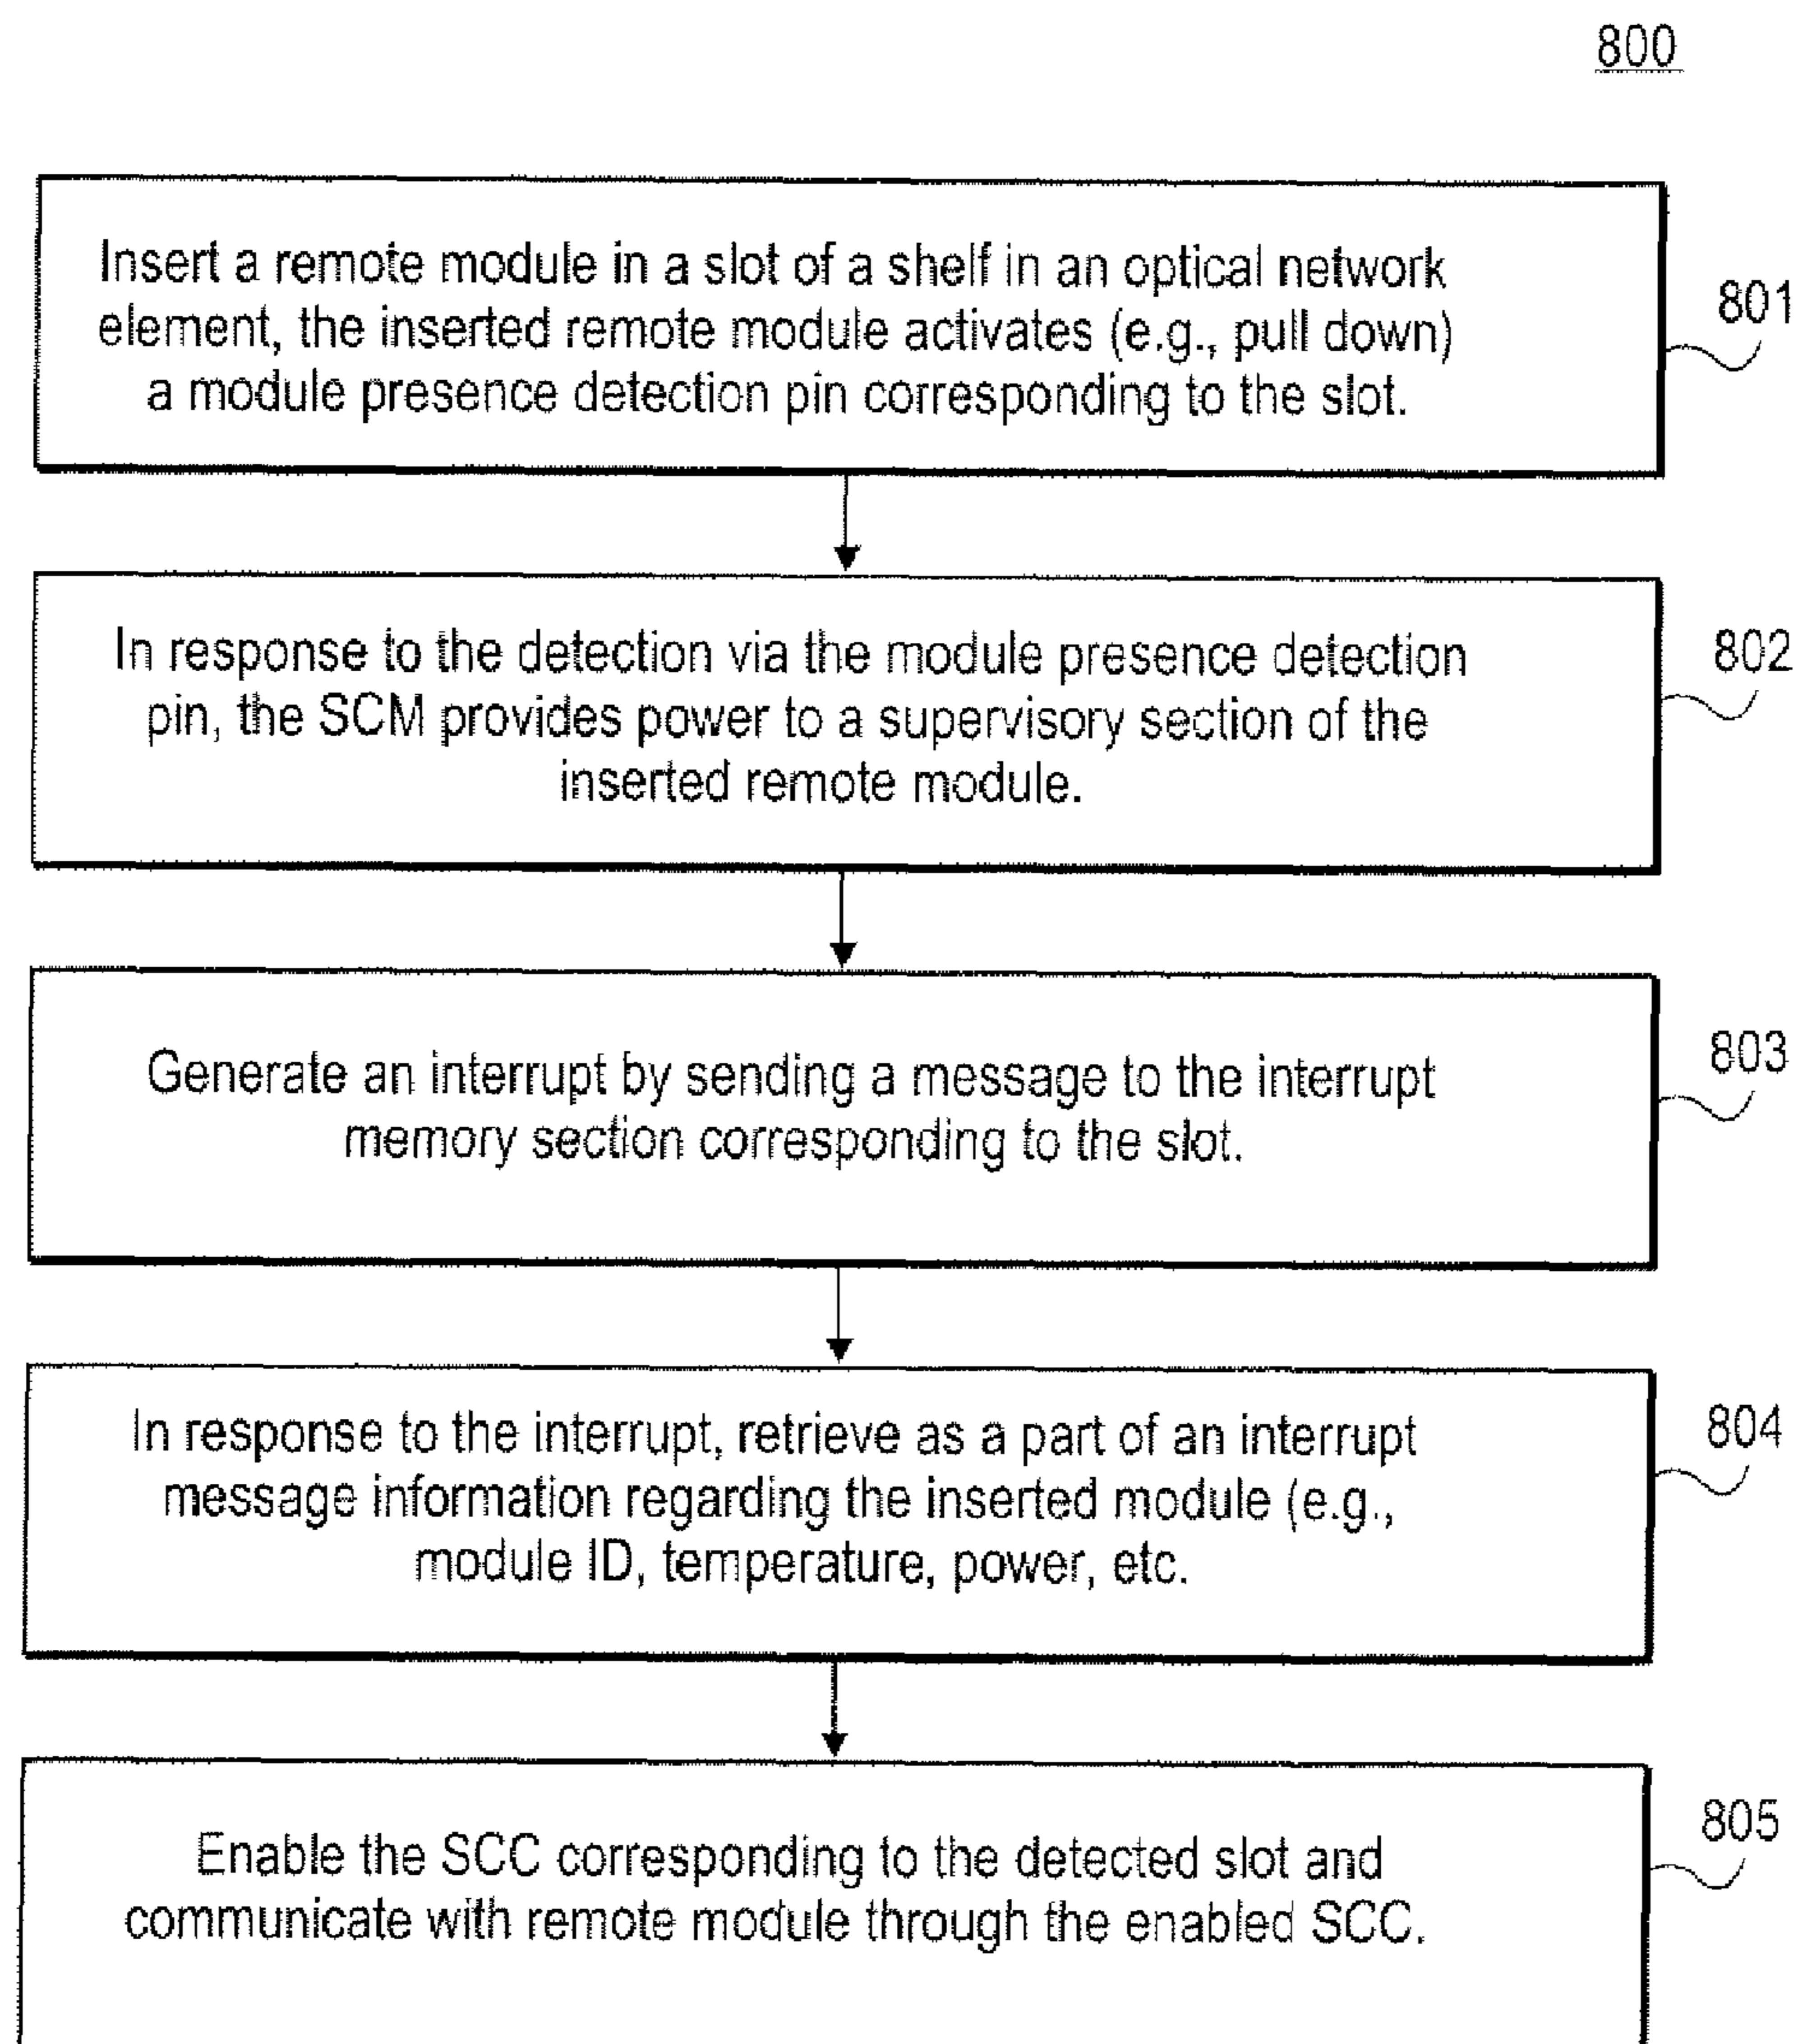 800
Insert a remote module in a slot of a shelf in an optical network
element, the inserted remote module activates (e.g., pull down)
a module presence detection pin corresponding to the slot.
801
In response to the detection via the module presence detection
pin, the SCM provides power to a supervisory section of the
inserted remote module.
802
Generate an interrupt by sending a message to the interrupt
memory section corresponding to the slot.
803
In response to the interrupt, retrieve as a part of an interrupt
message information regarding the inserted module (e.g.,
module ID, temperature, power, etc.
804
Enable the SCC corresponding to the detected slot and
communicate with remote module through the enabled SCC.
805